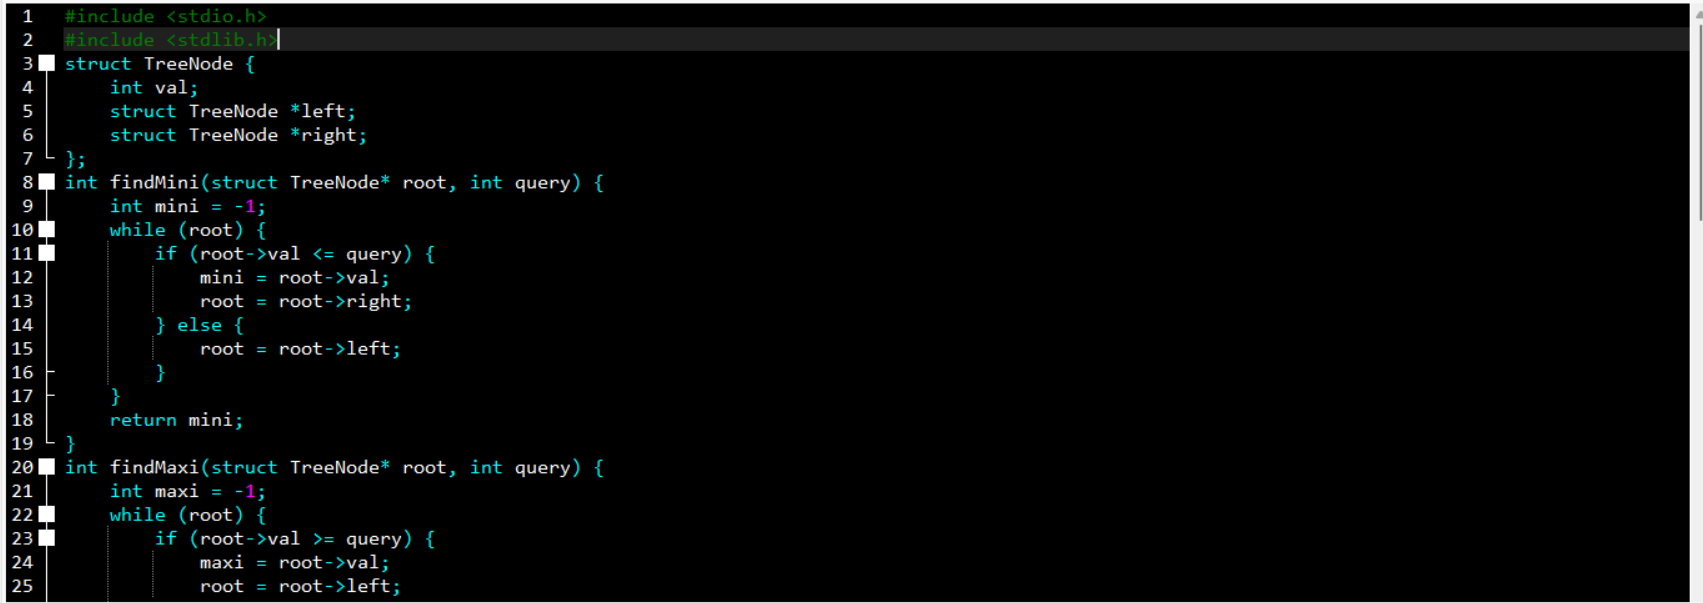 1 #include <stdio.h>
2 #include <stdlib.h>
3 struct TreeNode {
4     int val;
5     struct TreeNode *left;
6     struct TreeNode *right;
7 };
8 int findMini(struct TreeNode* root, int query) {
9     int mini = -1;
10     while (root) {
11         if (root->val <= query) {
12             mini = root->val;
13             root = root->right;
14         } else {
15             root = root->left;
16         }
17     }
18     return mini;
19 }
20 int findMaxi(struct TreeNode* root, int query) {
21     int maxi = -1;
22     while (root) {
23         if (root->val >= query) {
24             maxi = root->val;
25             root = root->left;